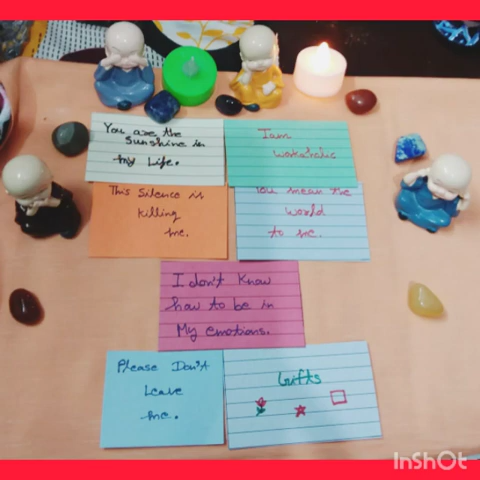 You are the
Sunshine in
my Life.
I am
Workaholic
This Silence is
Killing
me.
You mean the
World
to me.
I don't Know
how to be in
My emotions.
Please Don't
Leave
me.
Gifts
InShOt